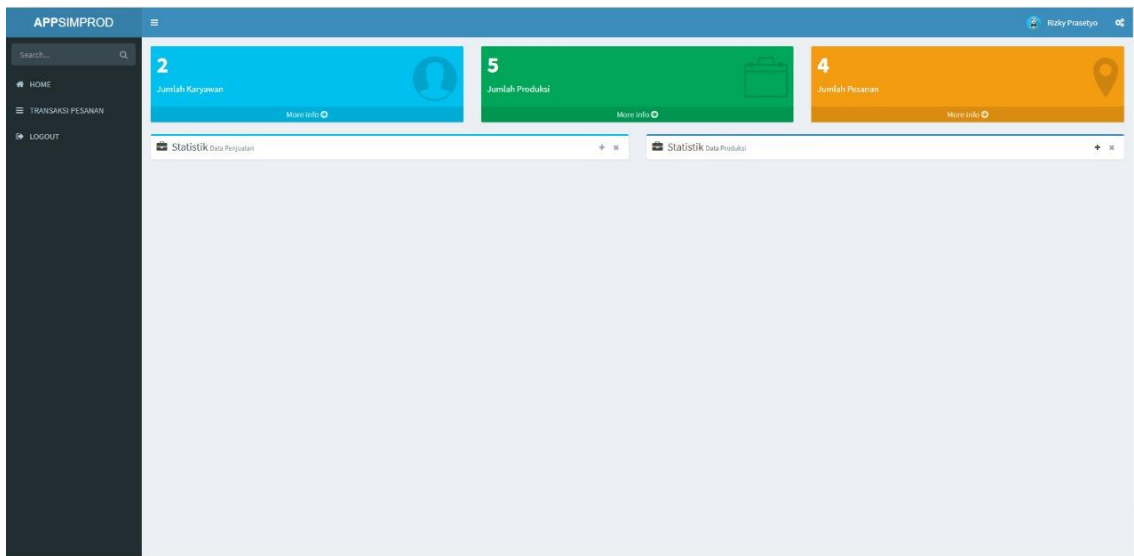 APPSIMPROD
Rizky Prasetyo
Search...
HOME
TRANSAKSI PESANAN
LOGOUT
2
Jumlah Karyawan
More info
5
Jumlah Produksi
More info
4
Jumlah Pesanan
More info
Statistik Data Penjualan
Statistik Data Produksi